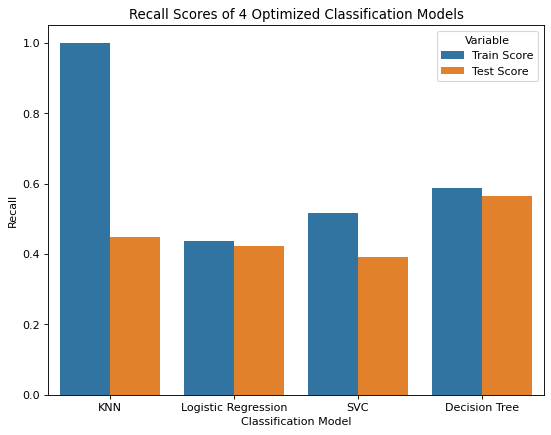 Recall Scores of 4 Optimized Classification Models
Variable
Train Score
Test Score
Recall
1.0
0.8
0.6
0.4
0.2
0.0
KNN
Logistic Regression
SVC
Decision Tree
Classification Model